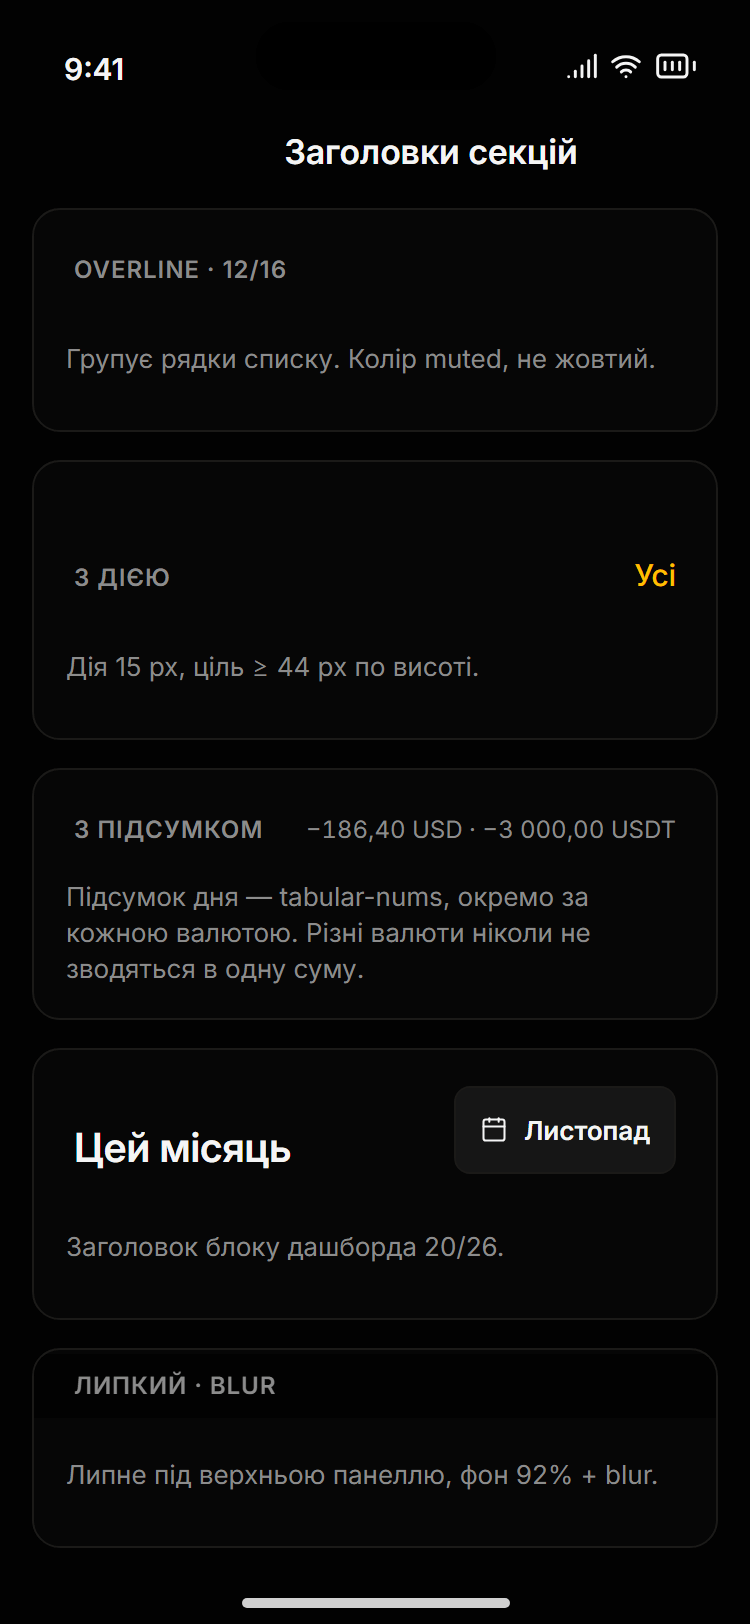 9:41
Заголовки секцій
OVERLINE · 12/16
Групує рядки списку. Колір muted, не жовтий.
З ДІЄЮ
Усі
Дія 15 px, ціль ≥ 44 px по висоті.
З ПІДСУМКОМ
−186,40 USD · −3 000,00 USDT
Підсумок дня — tabular-nums, окремо за
кожною валютою. Різні валюти ніколи не
зводяться в одну суму.
Цей місяць
Листопад
Заголовок блоку дашборда 20/26.
ЛИПКИЙ · BLUR
Липне під верхньою панеллю, фон 92% + blur.